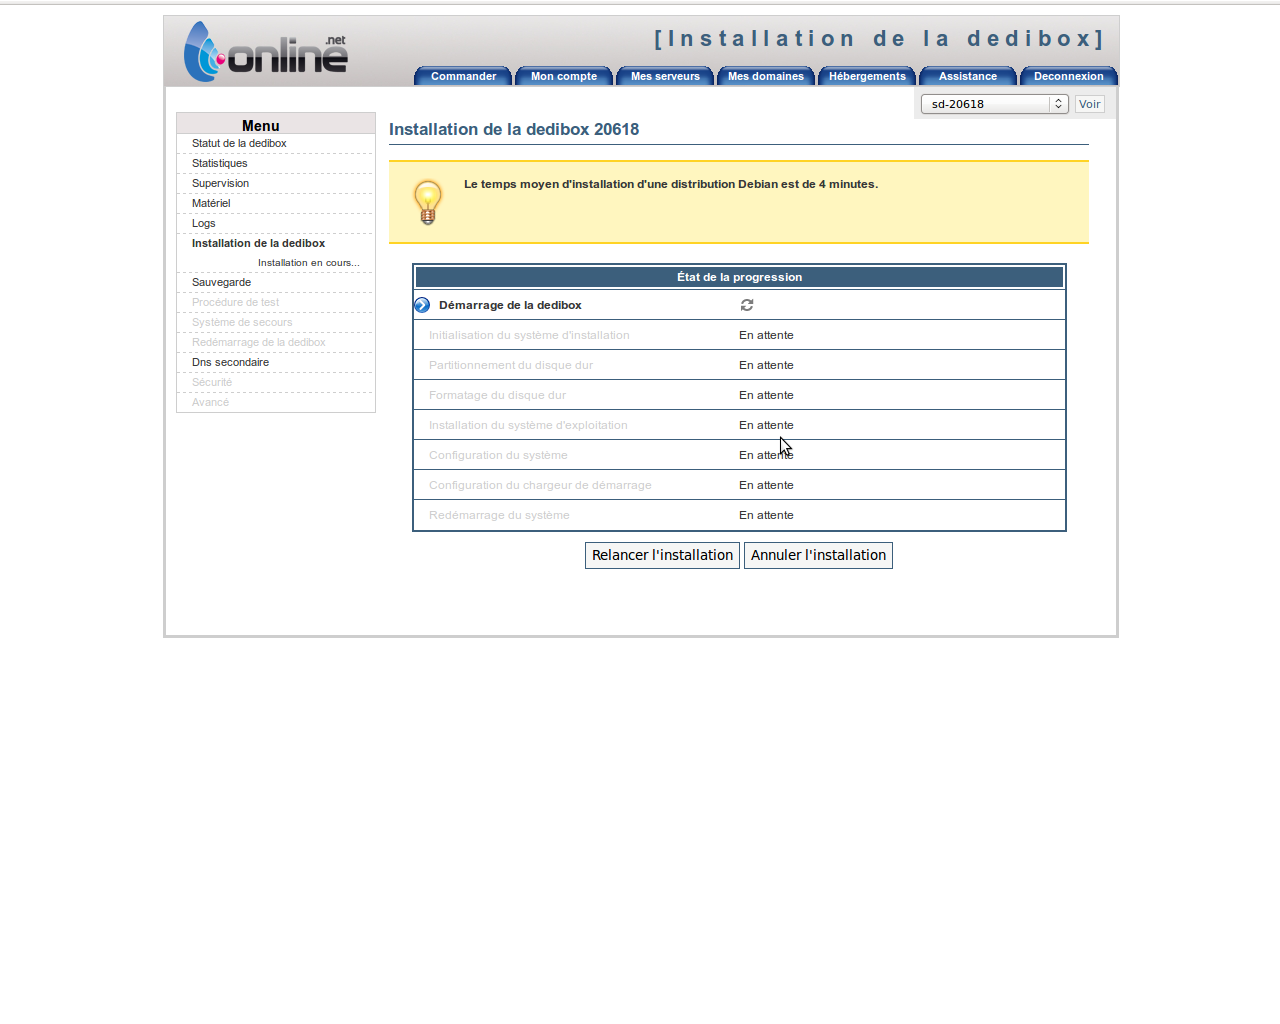 online.net
[Installation de la dedibox]
Commander Mon compte Mes serveurs Mes domaines Hébergements Assistance Deconnexion
sd-20618 Voir
Menu
Statut de la dedibox
Statistiques
Supervision
Matériel
Logs
Installation de la dedibox
Installation en cours...
Sauvegarde
Procédure de test
Système de secours
Redémarrage de la dedibox
Dns secondaire
Sécurité
Avancé
Installation de la dedibox 20618
Le temps moyen d'installation d'une distribution Debian est de 4 minutes.
État de la progression
Démarrage de la dedibox
Initialisation du système d'installation En attente
Partitionnement du disque dur En attente
Formatage du disque dur En attente
Installation du système d'exploitation En attente
Configuration du système En attente
Configuration du chargeur de démarrage En attente
Redémarrage du système En attente
Relancer l'installation Annuler l'installation